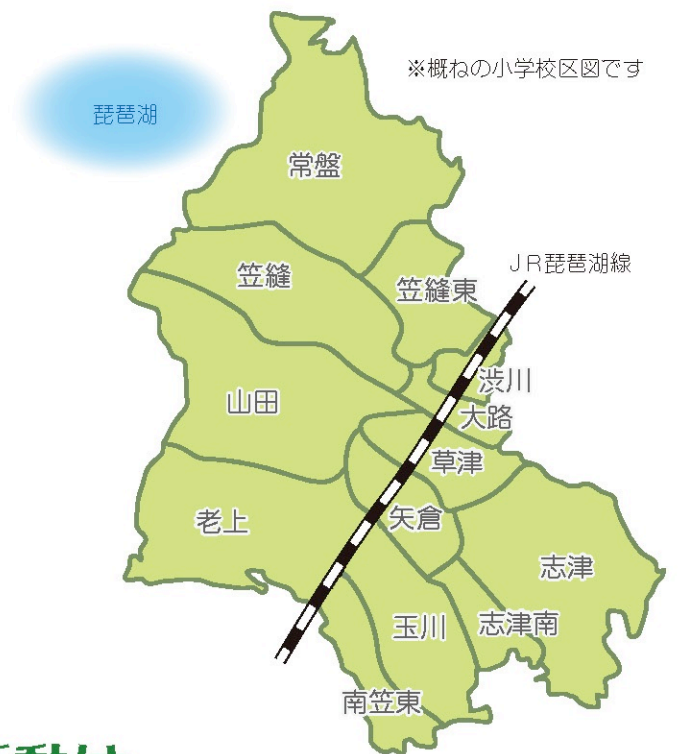 ※概ねの小学校区図です
琵琶湖
常盤
JR琵琶湖線
笠縫
笠縫東
渋川
山田
大路
草津
老上
矢倉
志津
玉川
志津南
南笠東